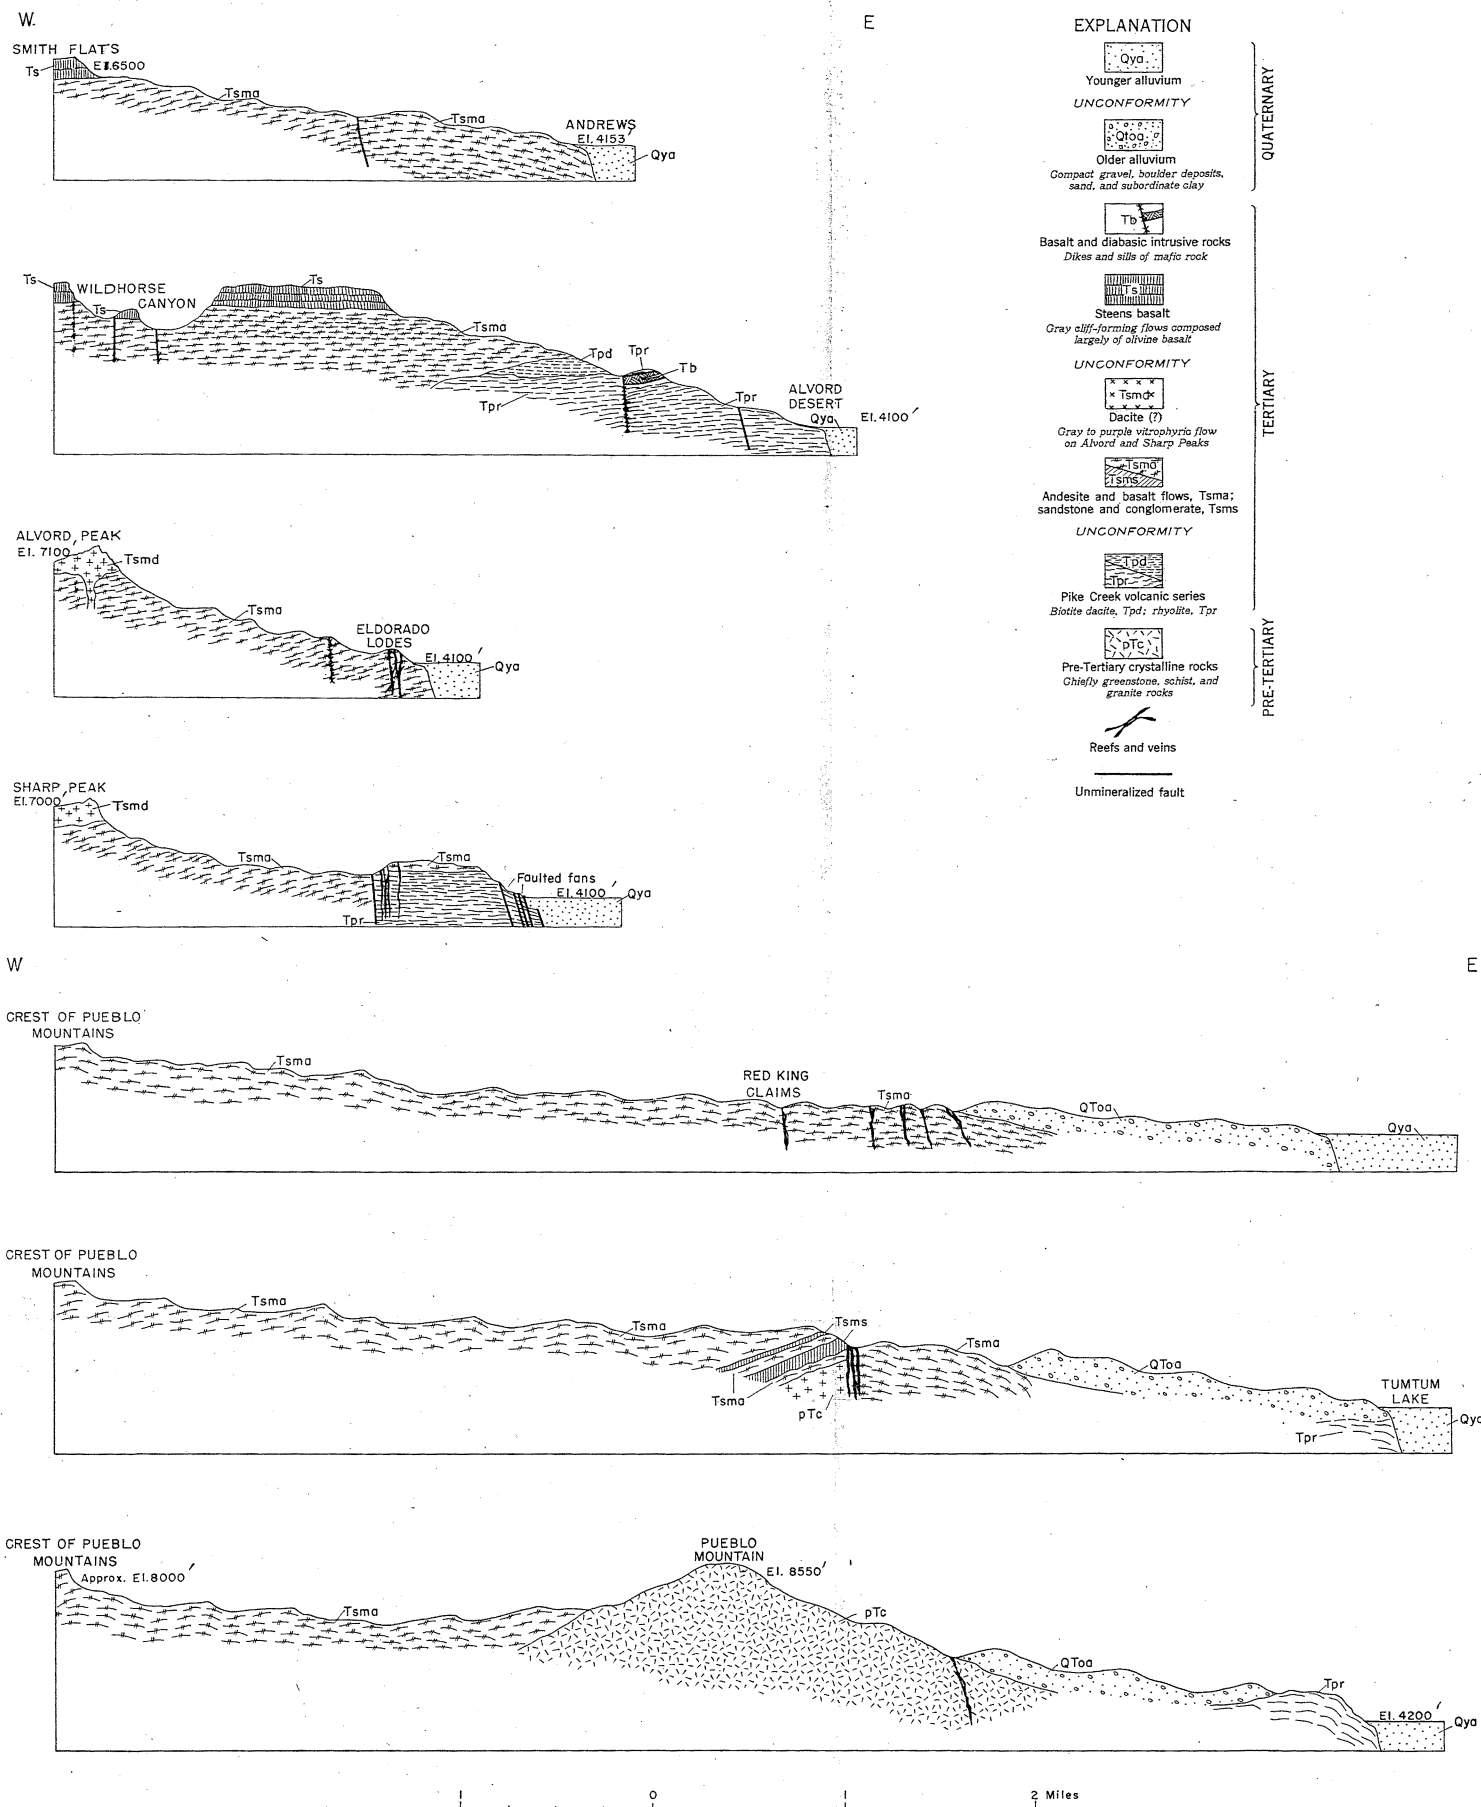 W.
E
SMITH FLATS
El.6500
Ts
Tsma
Tsma
ANDREWS
El. 4153'
Qya
Ts
WILDHORSE
CANYON
Ts
Ts
Tsma
Tpd
Tpr
Tb
Tpr
Tpr
ALVORD
DESERT
Qya
El.4100'
ALVORD PEAK
El. 7100'
Tsmd
Tsma
ELDORADO
LODES
El.4100'
Qya
SHARP PEAK
El.7000'
Tsmd
Tsma
Tsma
Faulted fans
El.4100'
Qya
Tpr
EXPLANATION
Qya
Younger alluvium
UNCONFORMITY
Qtoa
Older alluvium
Compact gravel, boulder deposits,
sand, and subordinate clay
QUATERNARY
Tb
Basalt and diabasic intrusive rocks
Dikes and sills of mafic rock
Ts
Steens basalt
Gray cliff-forming flows composed
largely of olivine basalt
UNCONFORMITY
Tsmd
Dacite (?)
Gray to purple vitrophyric flow
on Alvord and Sharp Peaks
Tsma
Tsms
Andesite and basalt flows, Tsma;
sandstone and conglomerate, Tsms
UNCONFORMITY
Tpd
Tpr
Pike Creek volcanic series
Biotite dacite, Tpd; rhyolite, Tpr
TERTIARY
pTc
Pre-Tertiary crystalline rocks
Chiefly greenstone, schist, and
granite rocks
PRE-TERTIARY
Reefs and veins
Unmineralized fault
W
E
CREST OF PUEBLO
MOUNTAINS
Tsma
RED KING
CLAIMS
Tsma
QToa
Qya
CREST OF PUEBLO
MOUNTAINS
Tsma
Tsma
Tsms
Tsma
QToa
TUMTUM
LAKE
Qya
Tsma
pTc
Tpr
CREST OF PUEBLO
MOUNTAINS
Approx. El.8000'
Tsma
PUEBLO
MOUNTAIN
El. 8550'
pTc
QToa
Tpr
El. 4200'
Qya
1 0 1 2 Miles